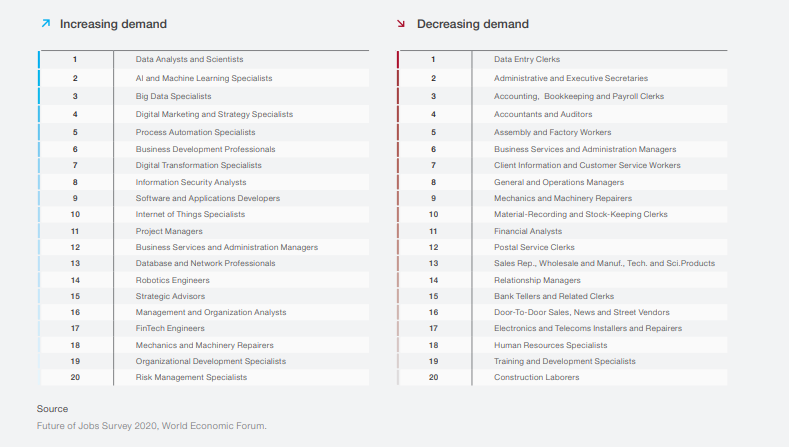 Increasing demand
1 Data Analysts and Scientists
2 AI and Machine Learning Specialists
3 Big Data Specialists
4 Digital Marketing and Strategy Specialists
5 Process Automation Specialists
6 Business Development Professionals
7 Digital Transformation Specialists
8 Information Security Analysts
9 Software and Applications Developers
10 Internet of Things Specialists
11 Project Managers
12 Business Services and Administration Managers
13 Database and Network Professionals
14 Robotics Engineers
15 Strategic Advisors
16 Management and Organization Analysts
17 FinTech Engineers
18 Mechanics and Machinery Repairers
19 Organizational Development Specialists
20 Risk Management Specialists
Decreasing demand
1 Data Entry Clerks
2 Administrative and Executive Secretaries
3 Accounting, Bookkeeping and Payroll Clerks
4 Accountants and Auditors
5 Assembly and Factory Workers
6 Business Services and Administration Managers
7 Client Information and Customer Service Workers
8 General and Operations Managers
9 Mechanics and Machinery Repairers
10 Material-Recording and Stock-Keeping Clerks
11 Financial Analysts
12 Postal Service Clerks
13 Sales Rep., Wholesale and Manuf., Tech. and Sci.Products
14 Relationship Managers
15 Bank Tellers and Related Clerks
16 Door-To-Door Sales, News and Street Vendors
17 Electronics and Telecoms Installers and Repairers
18 Human Resources Specialists
19 Training and Development Specialists
20 Construction Laborers
Source
Future of Jobs Survey 2020, World Economic Forum.